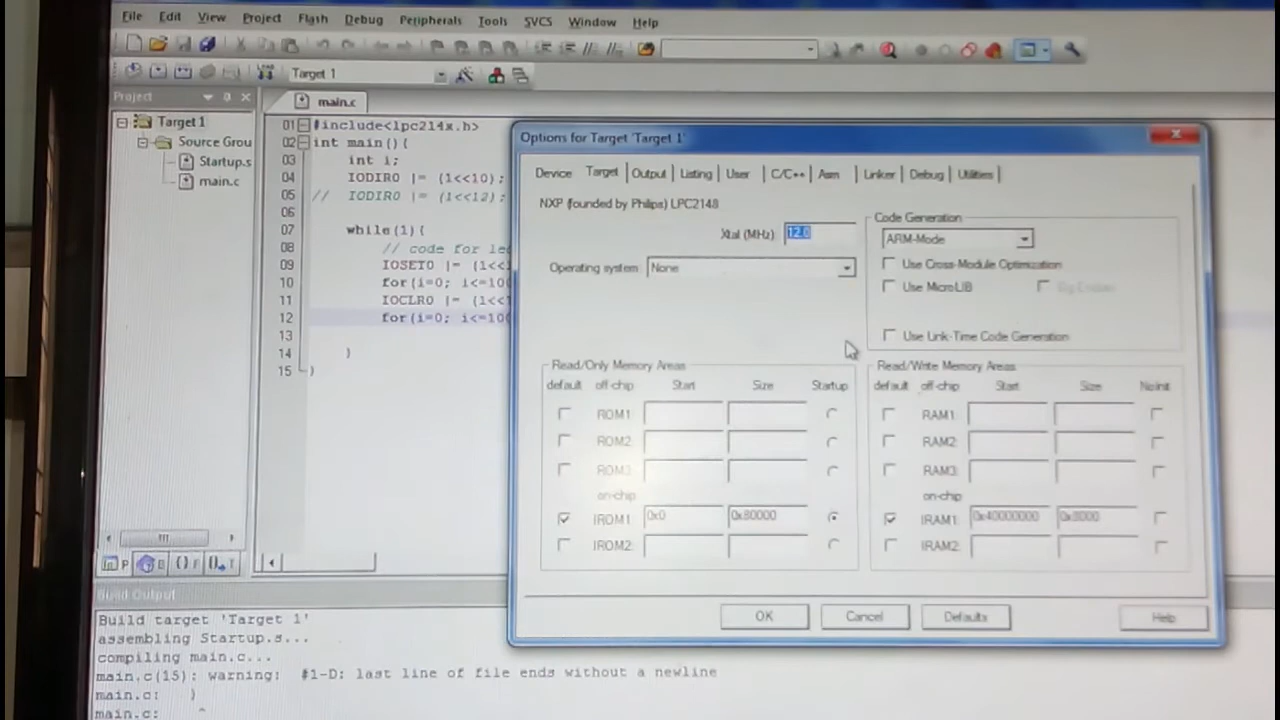 File Edit View Project Flash Debug Peripherals Tools SVCS Window Help
Target 1
Project
main.c
Target 1
Source Grou
Startup.s
main.c
01 #include<lpc214x.h>
02 int main(){
03 int i;
04 IODIR0 |= (1<<10);
05 // IODIR0 |= (1<<12);
06
07 while(1){
08 // code for le
09 IOSET0 |= (1<<
10 for(i=0; i<=100
11 IOCLR0 |= (1<<1
12 for(i=0; i<=100
13
14 }
15 }
Options for Target 'Target 1'
Device Target Output Listing User C/C++ Asm Linker Debug Utilities
NXP (founded by Philips) LPC2148
Xtal (MHz): 12.0
Operating system: None
Code Generation
ARM-Mode
Use Cross-Module Optimization
Use MicroLIB Big Endian
Use Link-Time Code Generation
Read/Only Memory Areas
default off-chip Start Size Startup
ROM1:
ROM2:
ROM3:
on-chip
IROM1: 0x0 0x80000
IROM2:
Read/Write Memory Areas
default off-chip Start Size NoInit
RAM1:
RAM2:
RAM3:
on-chip
IRAM1: 0x40000000 0x8000
IRAM2:
OK Cancel Defaults Help
Build Output
Build target 'Target 1'
assembling Startup.s...
compiling main.c...
main.c(15): warning: #1-D: last line of file ends without a newline
main.c: }
main.c: ^